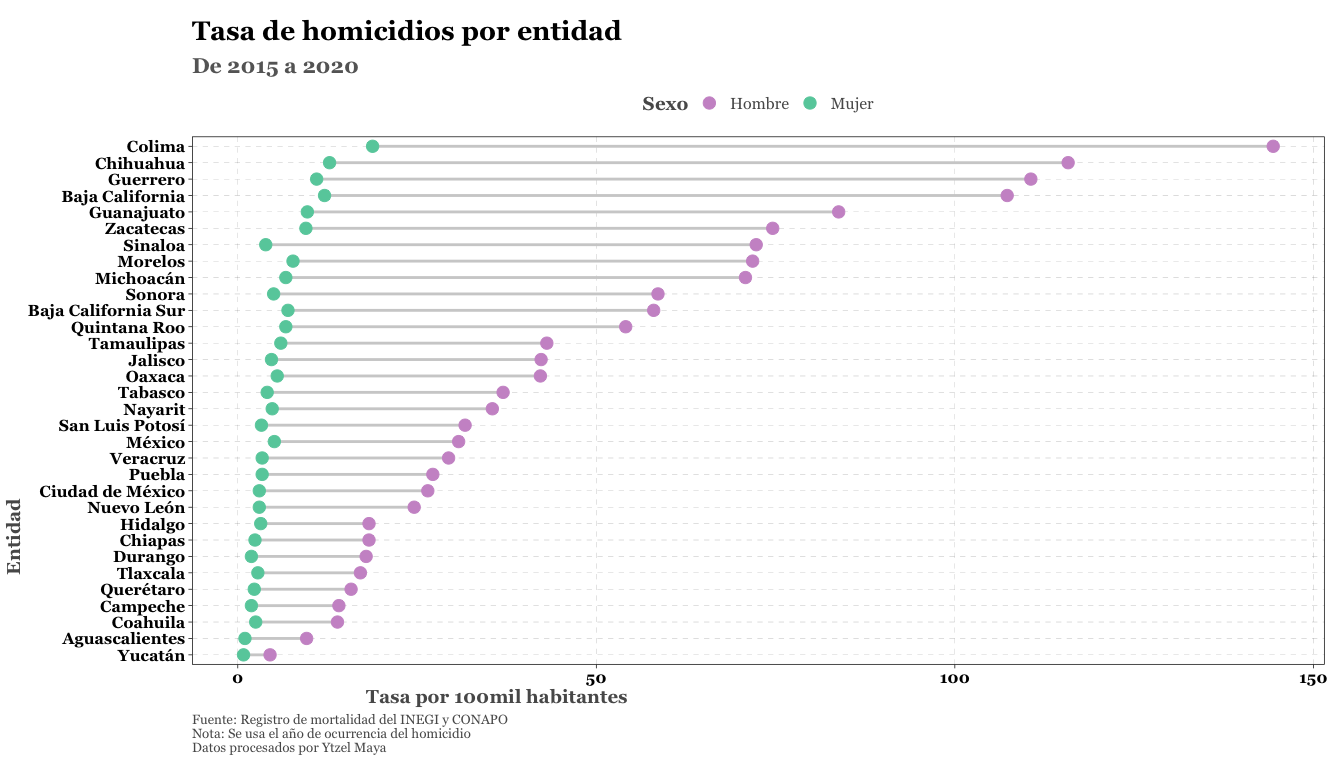 Tasa de homicidios por entidad
De 2015 a 2020
Sexo Hombre Mujer
Colima
Chihuahua
Guerrero
Baja California
Guanajuato
Zacatecas
Sinaloa
Morelos
Michoacán
Sonora
Baja California Sur
Quintana Roo
Tamaulipas
Jalisco
Oaxaca
Tabasco
Nayarit
San Luis Potosí
México
Veracruz
Puebla
Ciudad de México
Nuevo León
Hidalgo
Chiapas
Durango
Tlaxcala
Querétaro
Campeche
Coahuila
Aguascalientes
Yucatán
Entidad
0 50 100 150
Tasa por 100mil habitantes
Fuente: Registro de mortalidad del INEGI y CONAPO
Nota: Se usa el año de ocurrencia del homicidio
Datos procesados por Ytzel Maya